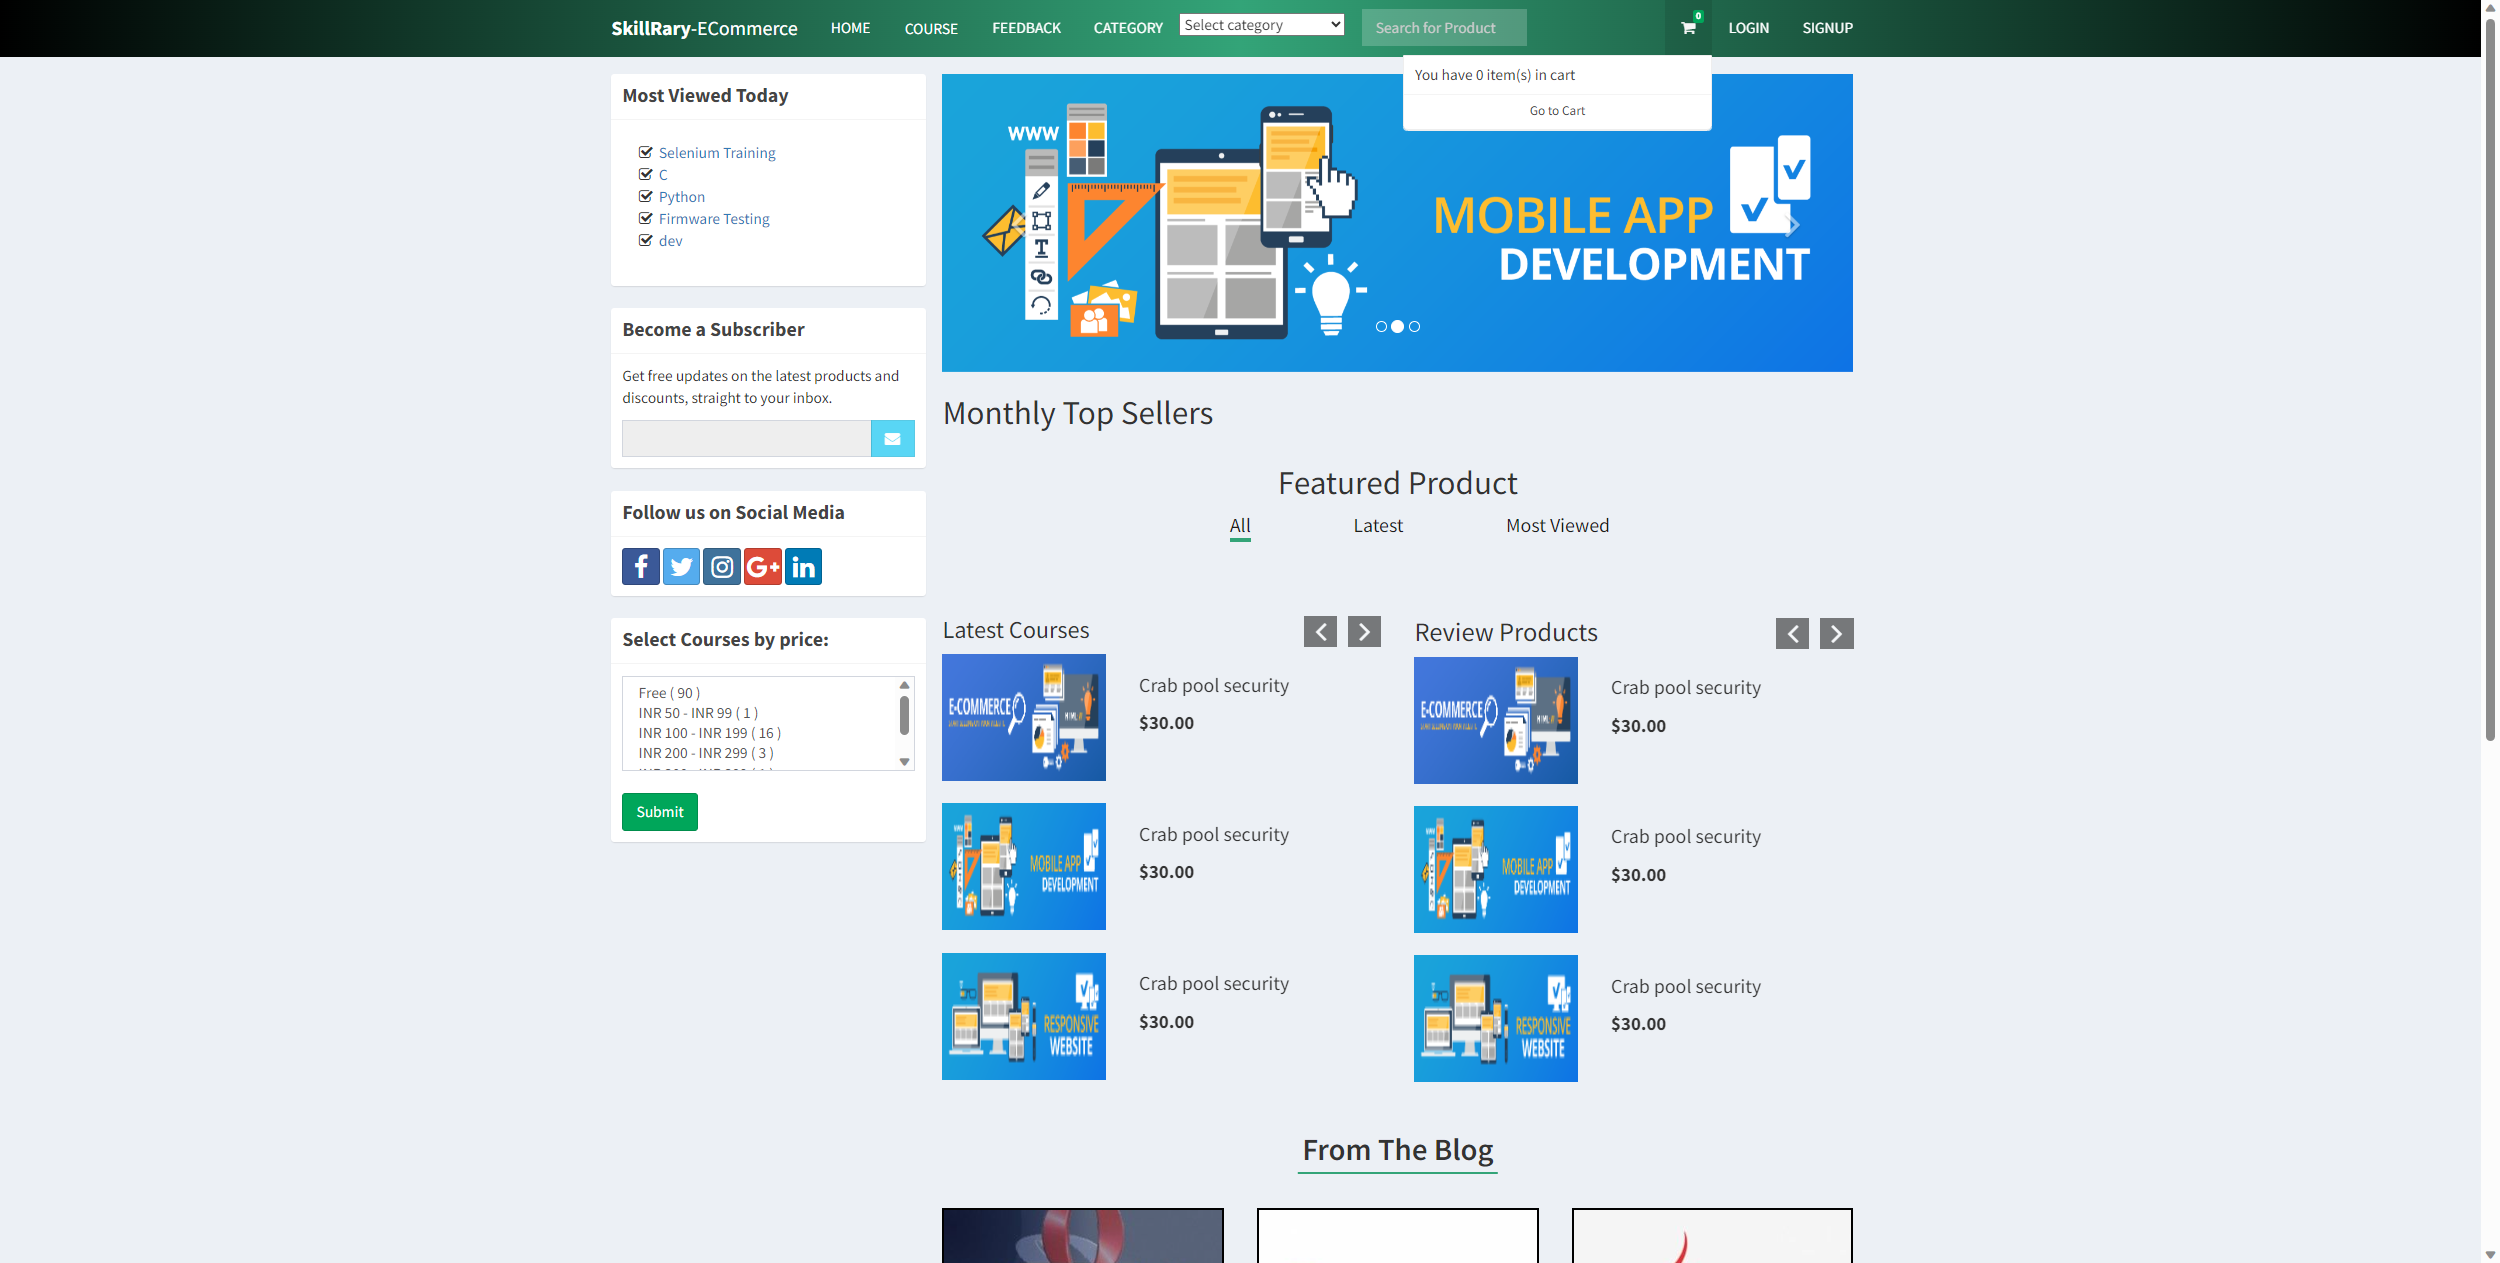 SkillRary-ECommerce HOME COURSE FEEDBACK CATEGORY Select category Search for Product 0 LOGIN SIGNUP
You have 0 item(s) in cart
Go to Cart
Most Viewed Today
Selenium Training
C
Python
Firmware Testing
dev
WWW
T
MOBILE APP
DEVELOPMENT
Become a Subscriber
Get free updates on the latest products and
discounts, straight to your inbox.
Follow us on Social Media
Select Courses by price:
Free ( 90 )
INR 50 - INR 99 ( 1 )
INR 100 - INR 199 ( 16 )
INR 200 - INR 299 ( 3 )
Submit
Monthly Top Sellers
Featured Product
All Latest Most Viewed
Latest Courses
E-COMMERCE
Crab pool security
$30.00
MOBILE APP
DEVELOPMENT
Crab pool security
$30.00
RESPONSIVE
WEBSITE
Crab pool security
$30.00
Review Products
E-COMMERCE
Crab pool security
$30.00
MOBILE APP
DEVELOPMENT
Crab pool security
$30.00
RESPONSIVE
WEBSITE
Crab pool security
$30.00
From The Blog